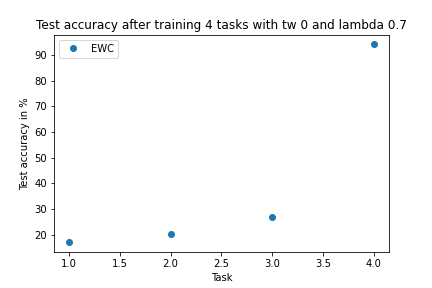 Test accuracy after training 4 tasks with tw 0 and lambda 0.7
EWC
Test accuracy in %
90
80
70
60
50
40
30
20
1.0 1.5 2.0 2.5 3.0 3.5 4.0
Task